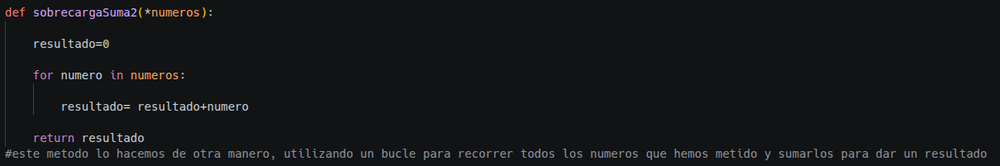 def sobrecargaSuma2(*numeros):
resultado=0
for numero in numeros:
resultado= resultado+numero
return resultado
#este metodo lo hacemos de otra manero, utilizando un bucle para recorrer todos los numeros que hemos metido y sumarlos para dar un resultado